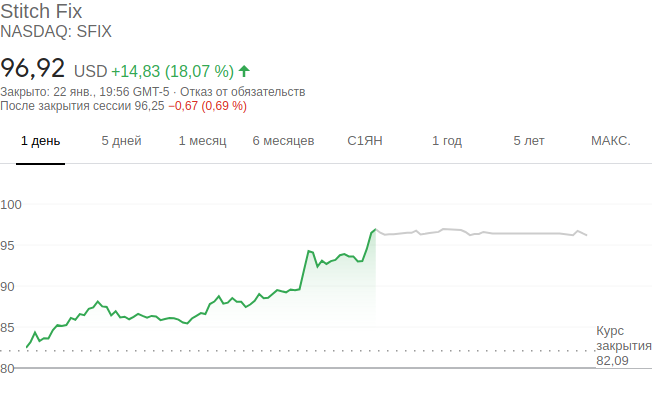 Stitch Fix
NASDAQ: SFIX
96,92 USD +14,83 (18,07 %)
Закрыто: 22 янв., 19:56 GMT-5 · Отказ от обязательств
После закрытия сессии 96,25 −0,67 (0,69 %)
1 день 5 дней 1 месяц 6 месяцев С1ЯН 1 год 5 лет МАКС.
100
95
90
85
Курс
закрытия
82,09
80